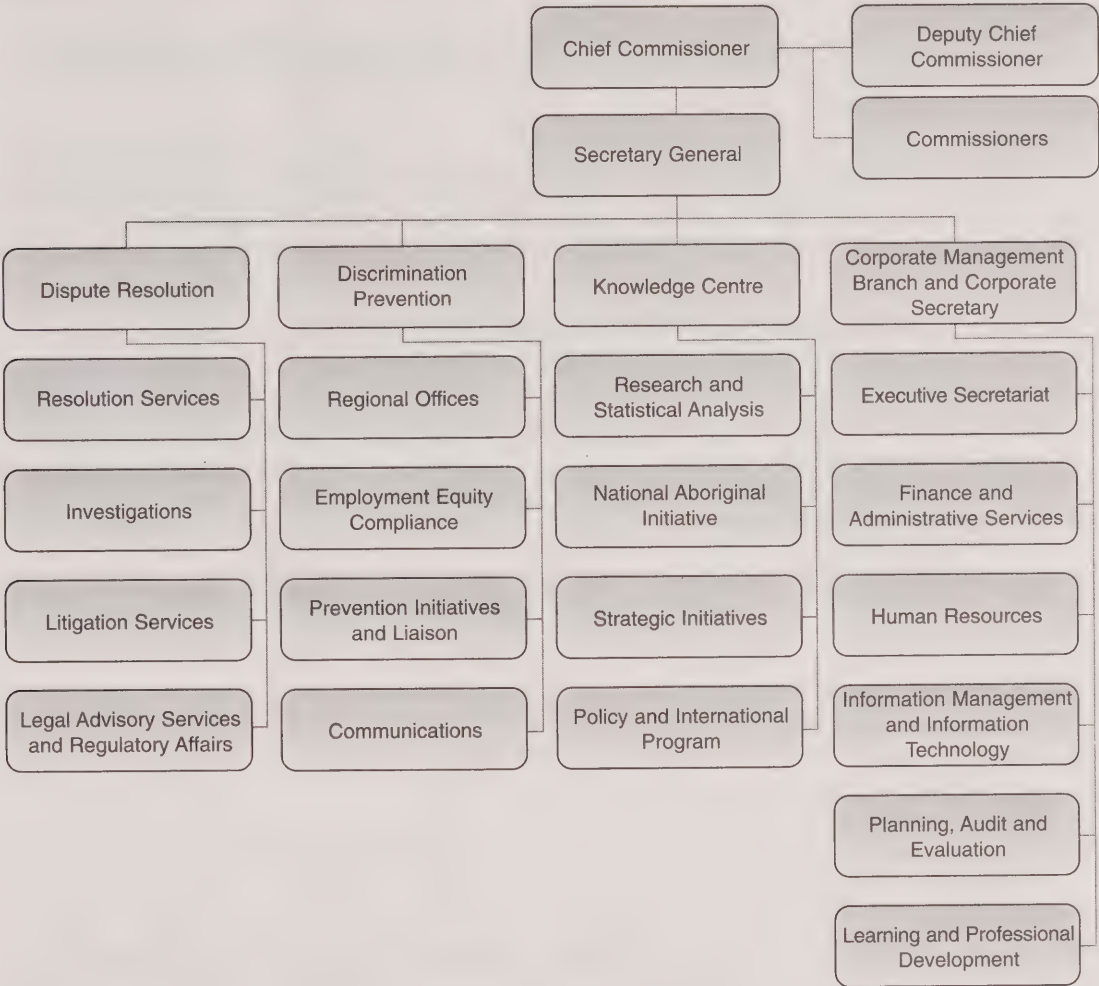 Chief Commissioner
Deputy Chief
Commissioner
Commissioners
Secretary General
Dispute Resolution
Resolution Services
Investigations
Litigation Services
Legal Advisory Services
and Regulatory Affairs
Discrimination
Prevention
Regional Offices
Employment Equity
Compliance
Prevention Initiatives
and Liaison
Communications
Knowledge Centre
Research and
Statistical Analysis
National Aboriginal
Initiative
Strategic Initiatives
Policy and International
Program
Corporate Management
Branch and Corporate
Secretary
Executive Secretariat
Finance and
Administrative Services
Human Resources
Information Management
and Information
Technology
Planning, Audit and
Evaluation
Learning and Professional
Development